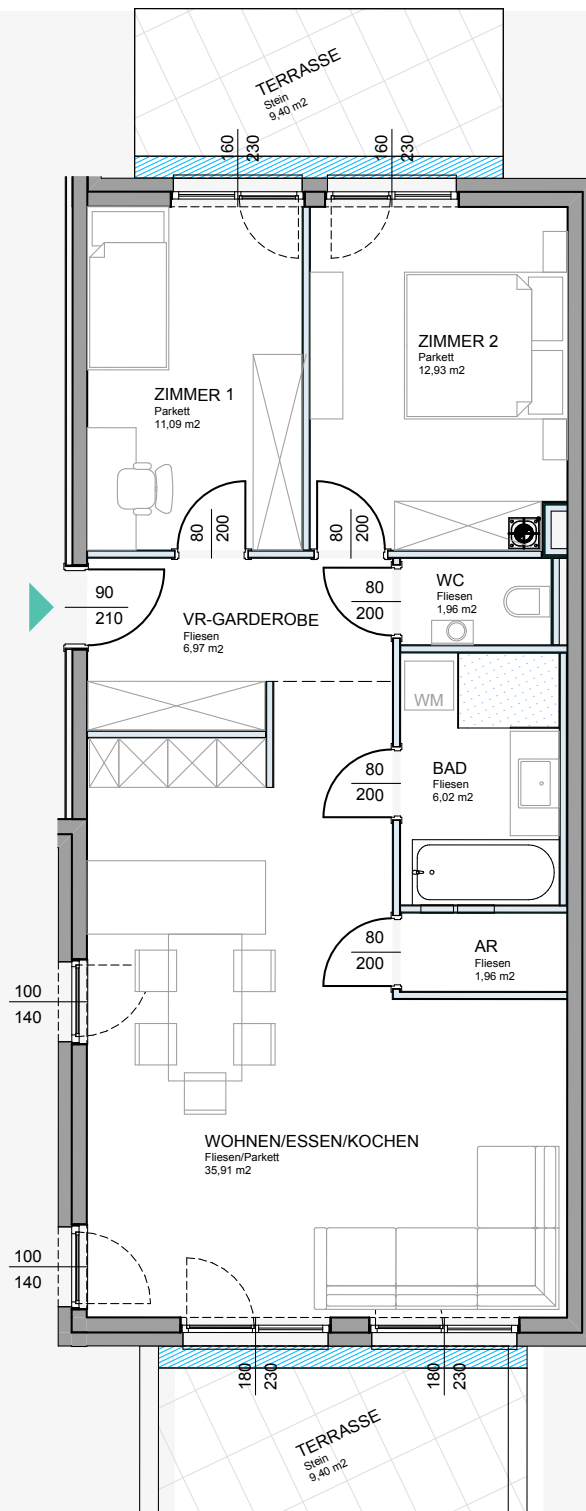 TERRASSE
Stein
9,40 m2
160
230
160
230
ZIMMER 1
Parkett
11,09 m2
ZIMMER 2
Parkett
12,93 m2
80
200
80
200
90
210
VR-GARDEROBE
Fliesen
6,97 m2
80
200
WC
Fliesen
1,96 m2
WM
80
200
BAD
Fliesen
6,02 m2
80
200
AR
Fliesen
1,96 m2
100
140
WOHNEN/ESSEN/KOCHEN
Fliesen/Parkett
35,91 m2
100
140
180
230
180
230
TERRASSE
Stein
9,40 m2